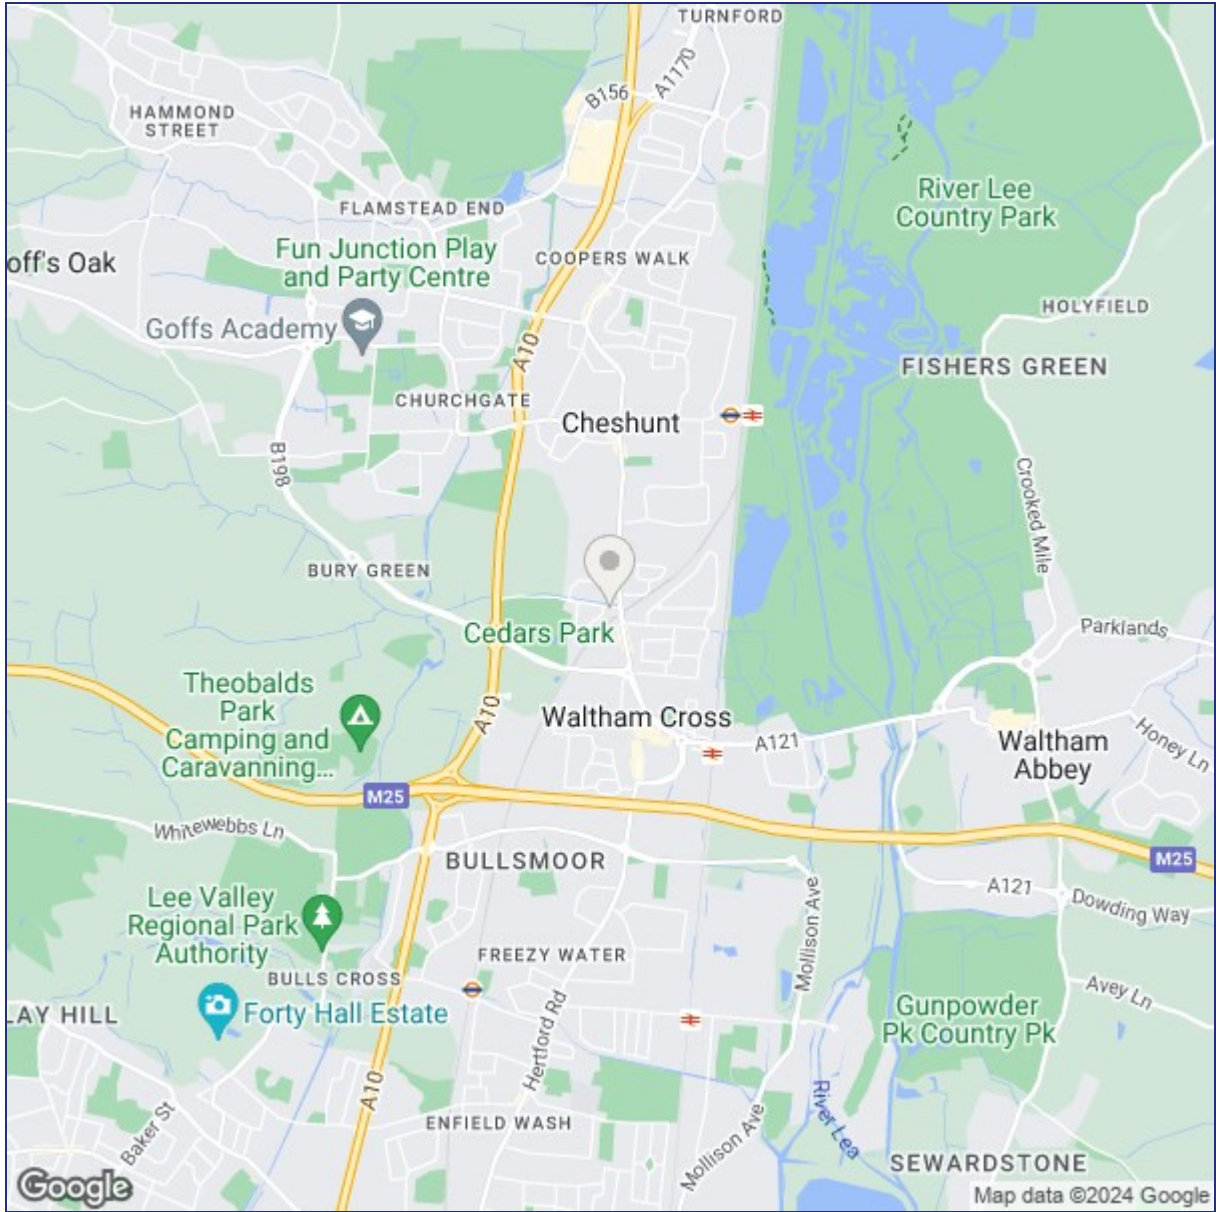 TURNFORD
A1170
B156
HAMMOND
STREET
River Lee
Country Park
FLAMSTEAD END
Fun Junction Play
and Party Centre
COOPERS WALK
off's Oak
HOLYFIELD
Goffs Academy
A10
FISHERS GREEN
CHURCHGATE
Cheshunt
B198
Crooked Mile
BURY GREEN
Cedars Park
Parklands
Theobalds
Park
Camping and
Caravanning...
A10
Waltham Cross
A121
Waltham
Abbey
Honey Ln
M25
Whitewebbs Ln
BULLSMOOR
M25
A121
Dowding Way
Lee Valley
Regional Park
Authority
Mollison Ave
FREEZY WATER
BULLS CROSS
Avey Ln
LAY HILL
Forty Hall Estate
Hertford Rd
Gunpowder
Pk Country Pk
A10
Baker St
ENFIELD WASH
Mollison Ave
River Lea
SEWARDSTONE
Google
Map data ©2024 Google